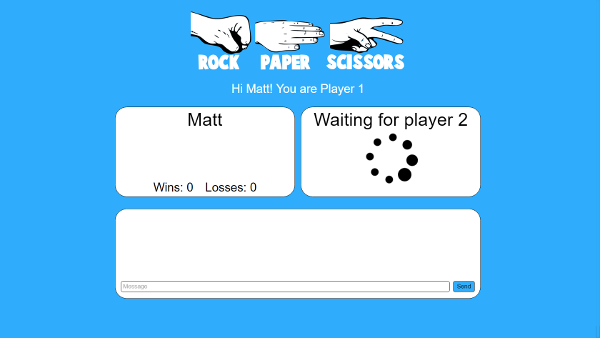 ROCK PAPER SCISSORS
Hi Matt! You are Player 1
Matt
Wins: 0 Losses: 0
Waiting for player 2
Message
Send